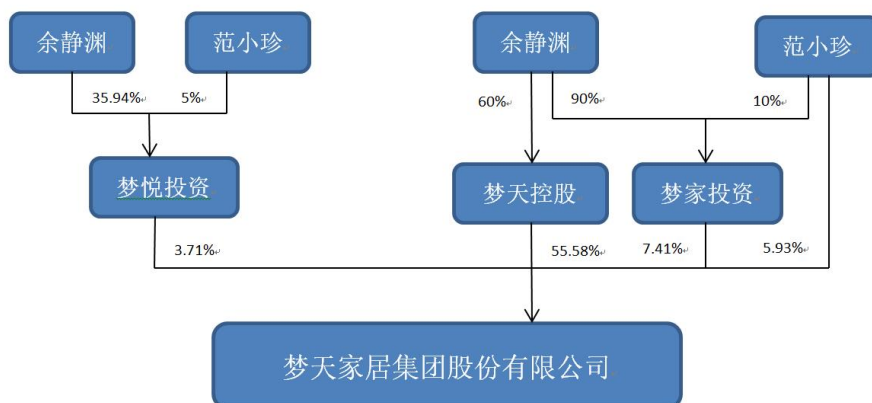 余静渊
范小珍
余静渊
范小珍
35.94%
5%
60%
90%
10%
梦悦投资
梦天控股
梦家投资
3.71%
55.58%
7.41%
5.93%
梦天家居集团股份有限公司